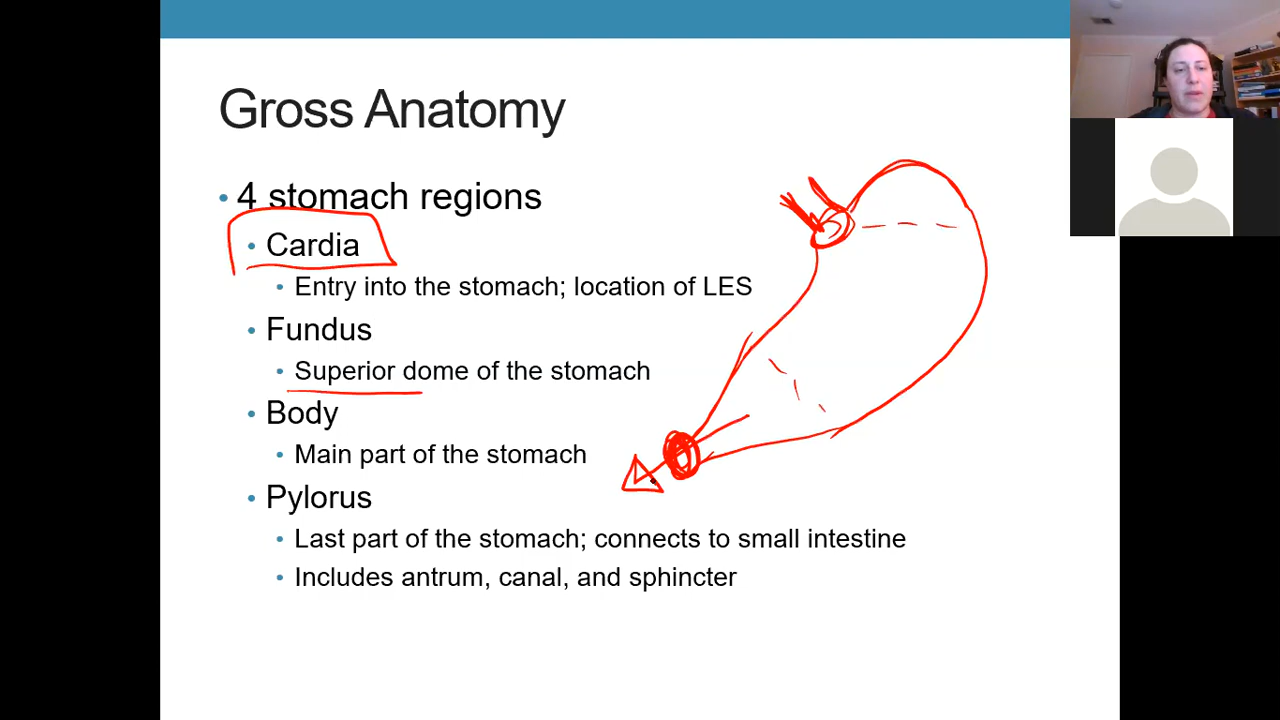 Gross Anatomy
• 4 stomach regions
• Cardia
• Entry into the stomach; location of LES
• Fundus
• Superior dome of the stomach
• Body
• Main part of the stomach
• Pylorus
• Last part of the stomach; connects to small intestine
• Includes antrum, canal, and sphincter